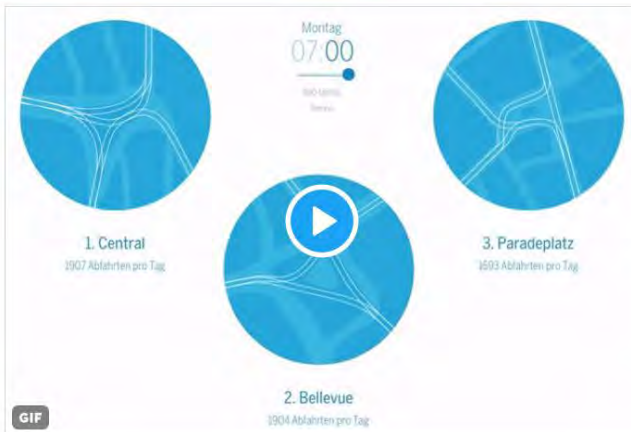 Montag
07:00
1. Central
1907 Abfahrten pro Tag
3. Paradeplatz
1693 Abfahrten pro Tag
2. Bellevue
1904 Abfahrten pro Tag
GIF